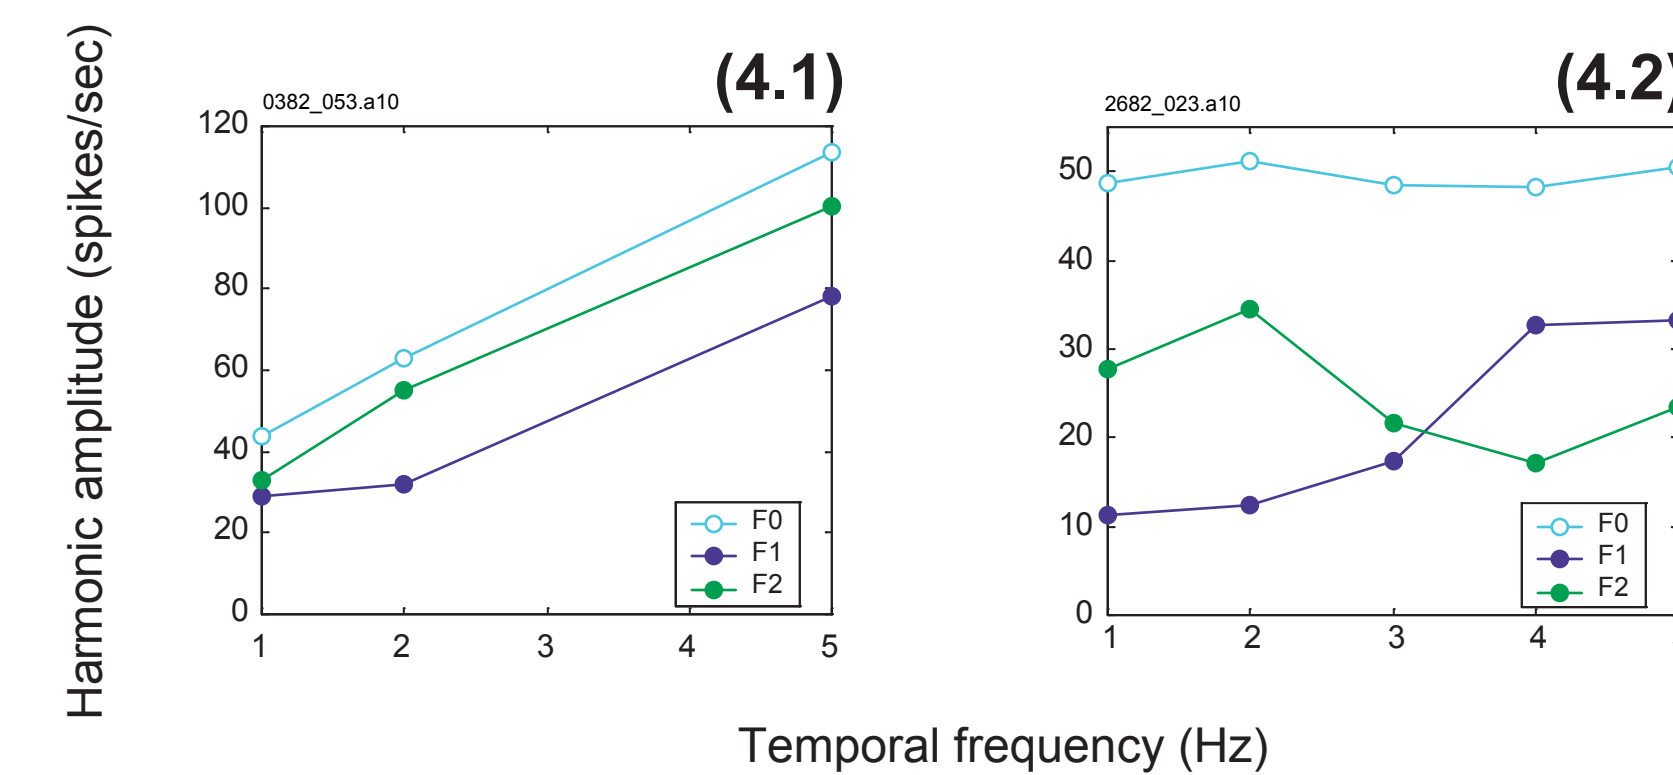 Harmonic amplitude (spikes/sec)
(4.1)
0382_053.a10
120
100
80
60
40
20
0
1 2 3 4 5
F0
F1
F2
(4.2)
2682_023.a10
50
40
30
20
10
0
1 2 3 4
F0
F1
F2
Temporal frequency (Hz)